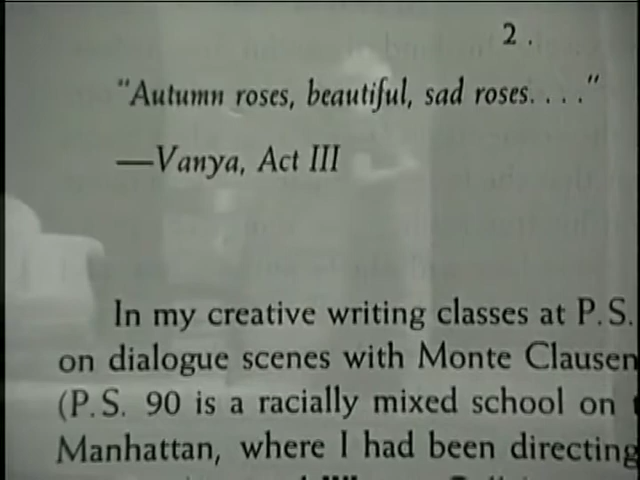 2.
"Autumn roses, beautiful, sad roses. . . ."
—Vanya, Act III
In my creative writing classes at P.S.
on dialogue scenes with Monte Clausen
(P.S. 90 is a racially mixed school on
Manhattan, where I had been directing